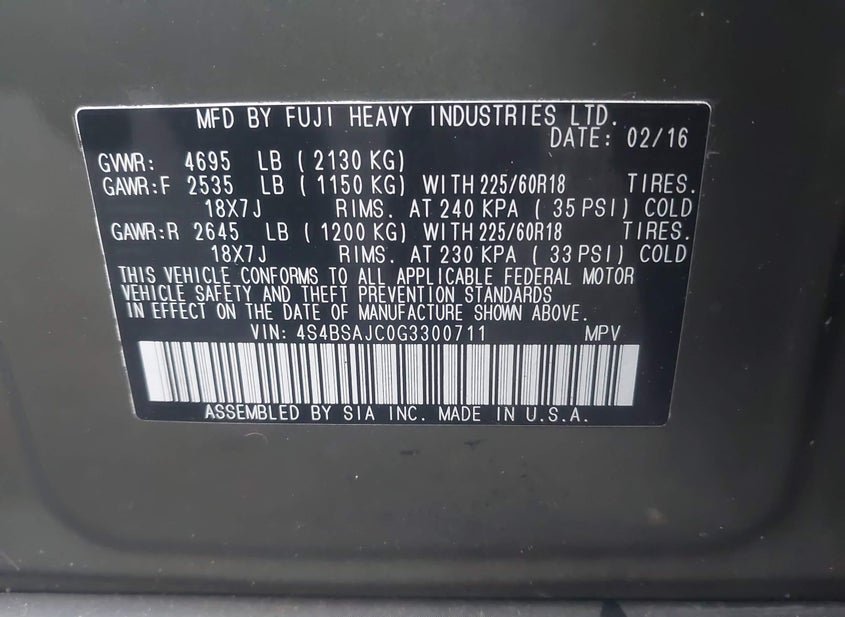 MFD BY FUJI HEAVY INDUSTRIES LTD.
DATE: 02/16
GVWR: 4695 LB ( 2130 KG)
GAWR:F 2535 LB ( 1150 KG) WITH 225/60R18 TIRES.
18X7J RIMS. AT 240 KPA ( 35 PSI) COLD
GAWR:R 2645 LB ( 1200 KG) WITH 225/60R18 TIRES.
18X7J RIMS. AT 230 KPA ( 33 PSI) COLD
THIS VEHICLE CONFORMS TO ALL APPLICABLE FEDERAL MOTOR
VEHICLE SAFETY AND THEFT PREVENTION STANDARDS
IN EFFECT ON THE DATE OF MANUFACTURE SHOWN ABOVE.
VIN: 4S4BSAJC0G3300711 MPV
ASSEMBLED BY SIA INC. MADE IN U.S.A.